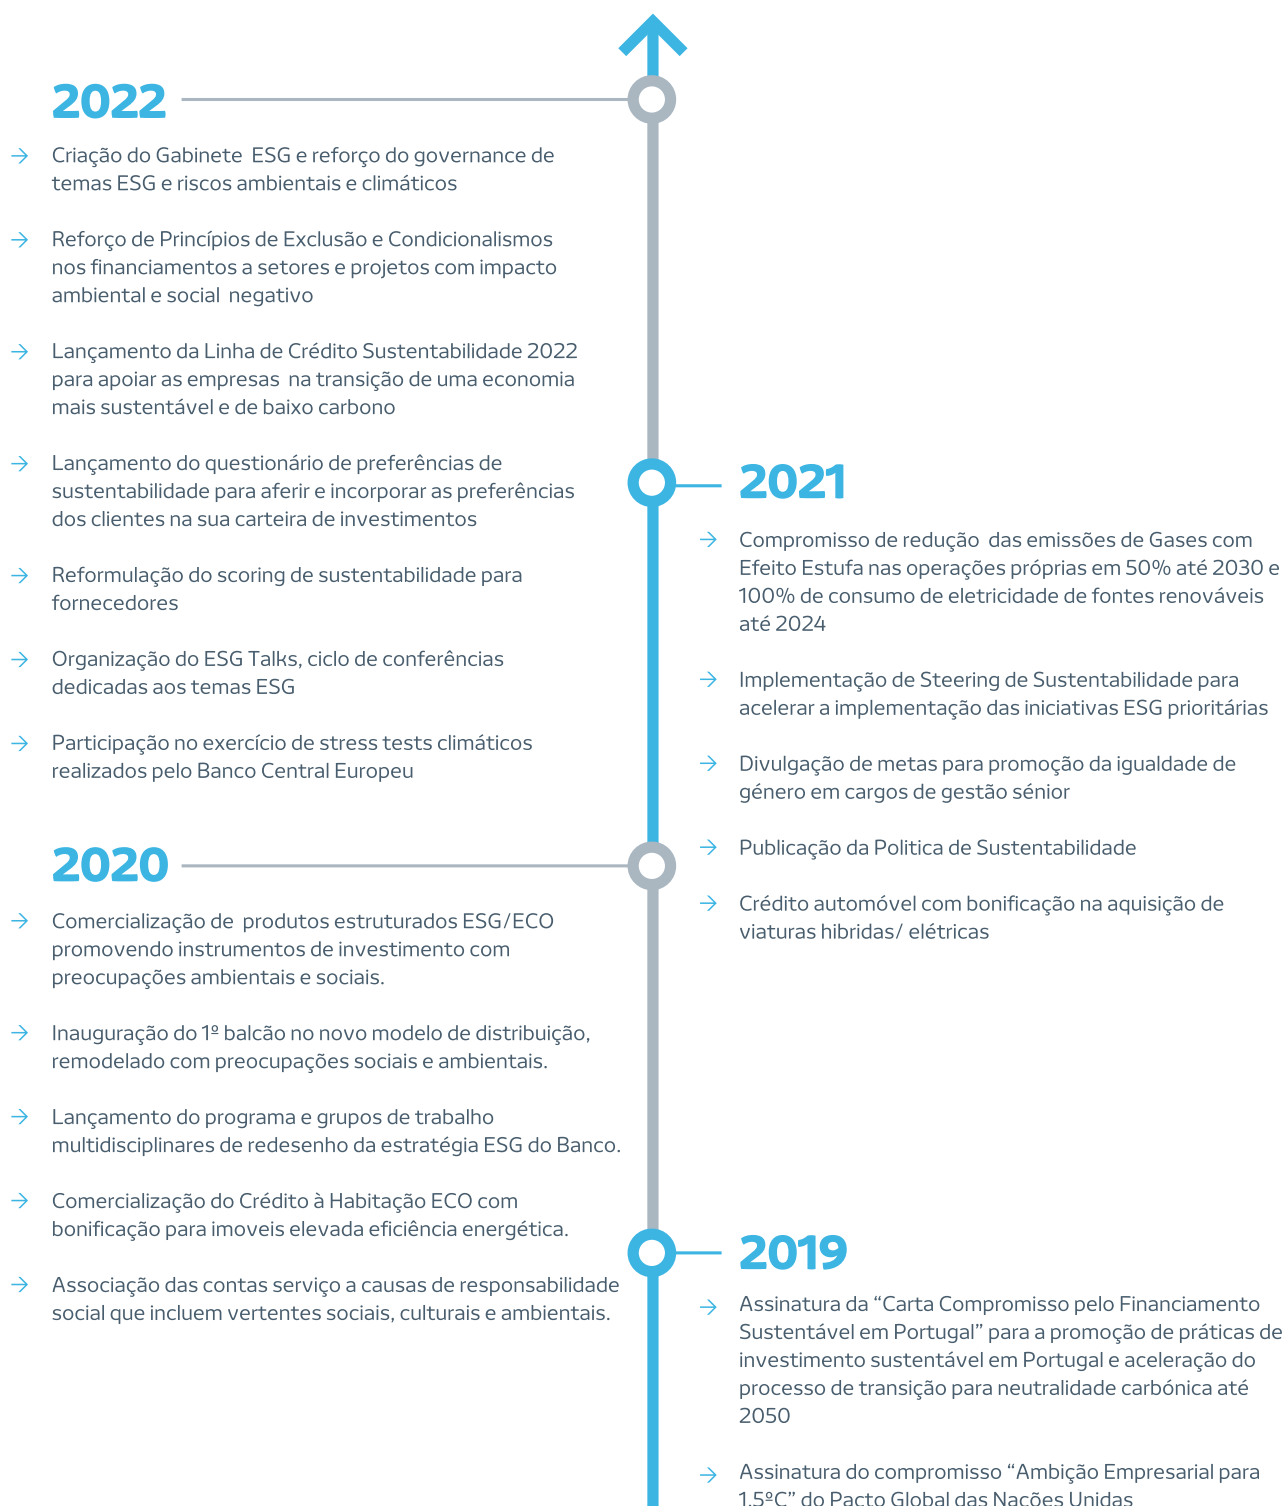 2022
Criação do Gabinete ESG e reforço do governance de
temas ESG e riscos ambientais e climáticos
Reforço de Princípios de Exclusão e Condicionalismos
nos financiamentos a setores e projetos com impacto
ambiental e social negativo
Lançamento da Linha de Crédito Sustentabilidade 2022
para apoiar as empresas na transição de uma economia
mais sustentável e de baixo carbono
Lançamento do questionário de preferências de
sustentabilidade para aferir e incorporar as preferências
dos clientes na sua carteira de investimentos
Reformulação do scoring de sustentabilidade para
fornecedores
Organização do ESG Talks, ciclo de conferências
dedicadas aos temas ESG
Participação no exercício de stress tests climáticos
realizados pelo Banco Central Europeu
2021
Compromisso de redução das emissões de Gases com
Efeito Estufa nas operações próprias em 50% até 2030 e
100% de consumo de eletricidade de fontes renováveis
até 2024
Implementação de Steering de Sustentabilidade para
acelerar a implementação das iniciativas ESG prioritárias
Divulgação de metas para promoção da igualdade de
género em cargos de gestão sénior
Publicação da Politica de Sustentabilidade
Crédito automóvel com bonificação na aquisição de
viaturas hibridas/ elétricas
2020
Comercialização de produtos estruturados ESG/ECO
promovendo instrumentos de investimento com
preocupações ambientais e sociais.
Inauguração do 1º balcão no novo modelo de distribuição,
remodelado com preocupações sociais e ambientais.
Lançamento do programa e grupos de trabalho
multidisciplinares de redesenho da estratégia ESG do Banco.
Comercialização do Crédito à Habitação ECO com
bonificação para imoveis elevada eficiência energética.
Associação das contas serviço a causas de responsabilidade
social que incluem vertentes sociais, culturais e ambientais.
2019
Assinatura da “Carta Compromisso pelo Financiamento
Sustentável em Portugal” para a promoção de práticas de
investimento sustentável em Portugal e aceleração do
processo de transição para neutralidade carbónica até
2050
Assinatura do compromisso “Ambição Empresarial para
1.5ºC” do Pacto Global das Nações Unidas